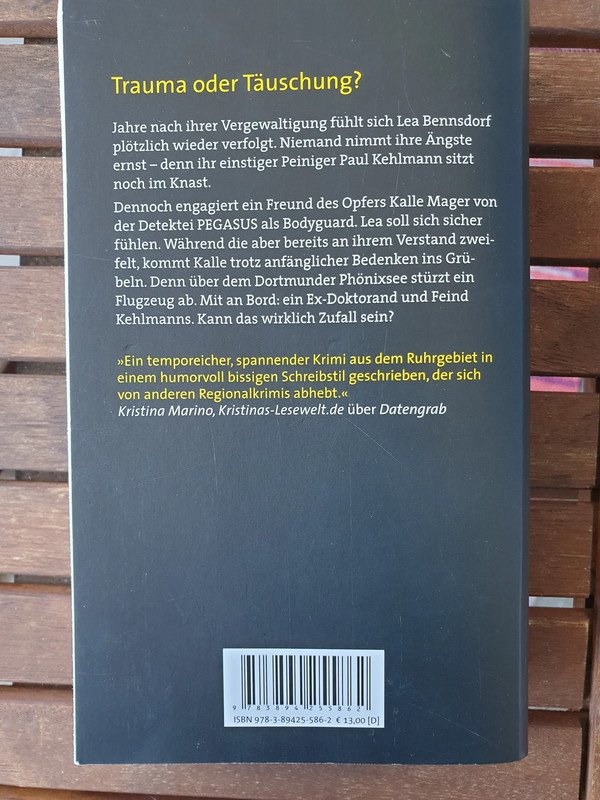 Trauma oder Täuschung?
Jahre nach ihrer Vergewaltigung fühlt sich Lea Bennsdorf
plötzlich wieder verfolgt. Niemand nimmt ihre Ängste
ernst – denn ihr einstiger Peiniger Paul Kehlmann sitzt
noch im Knast.
Dennoch engagiert ein Freund des Opfers Kalle Mager von
der Detektei PEGASUS als Bodyguard. Lea soll sich sicher
fühlen. Während die aber bereits an ihrem Verstand zwei-
felt, kommt Kalle trotz anfänglicher Bedenken ins Grü-
beln. Denn über dem Dortmunder Phönixsee stürzt ein
Flugzeug ab. Mit an Bord: ein Ex-Doktorand und Feind
Kehlmanns. Kann das wirklich Zufall sein?
»Ein temporeicher, spannender Krimi aus dem Ruhrgebiet in
einem humorvoll bissigen Schreibstil geschrieben, der sich
von anderen Regionalkrimis abhebt.«
Kristina Marino, Kristinas-Lesewelt.de über Datengrab
9 783894 255862
ISBN 978-3-89425-586-2 € 13,00 [D]